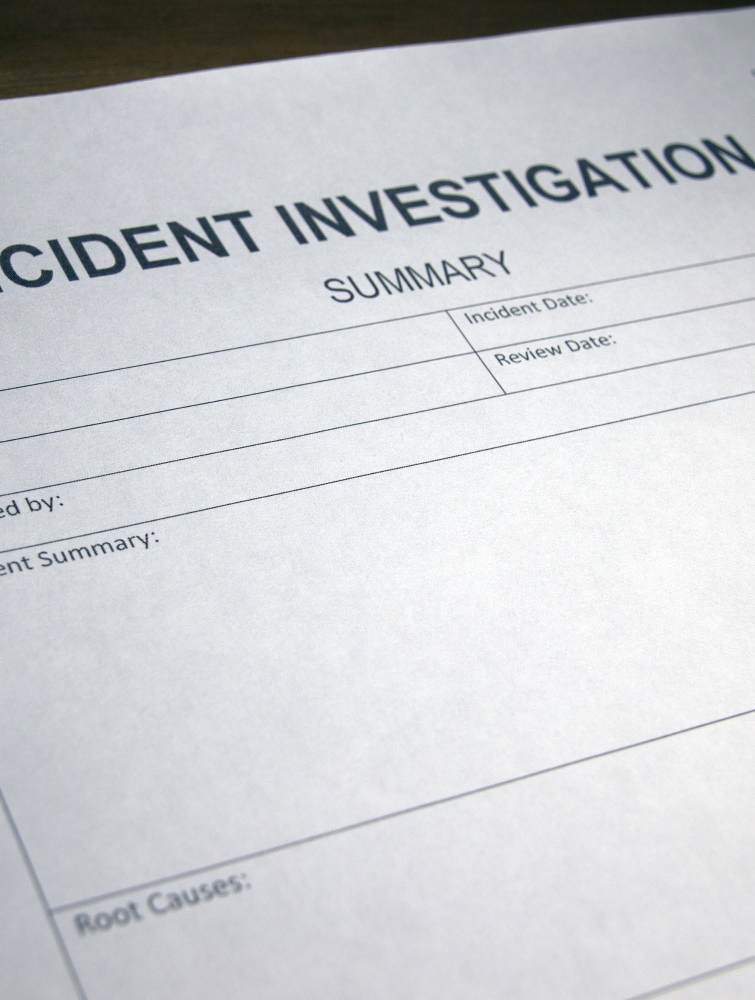 CIDENT INVESTIGATION
SUMMARY
Incident Date:
Review Date:
ed by:
ent Summary:
Root Causes: